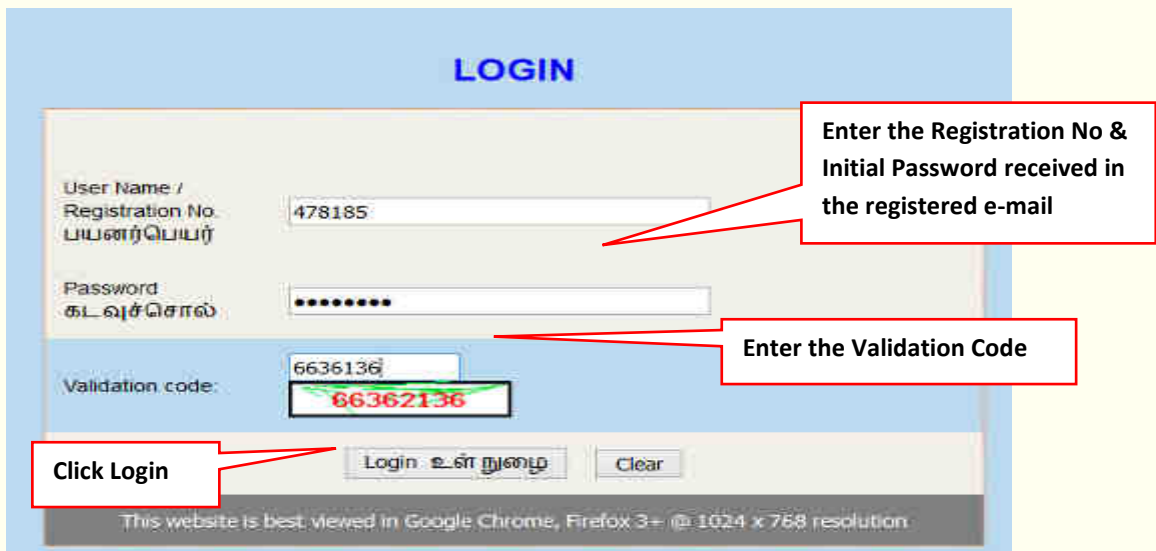 LOGIN
Enter the Registration No &
Initial Password received in
the registered e-mail
User Name /
Registration No.
பயனர்பெயர்
478185
Password
கடவுச்சொல்
••••••••
Enter the Validation Code
Validation code:
6636136
66362136
Click Login
Login உள் நுழை
Clear
This website is best viewed in Google Chrome, Firefox 3+ @ 1024 x 768 resolution